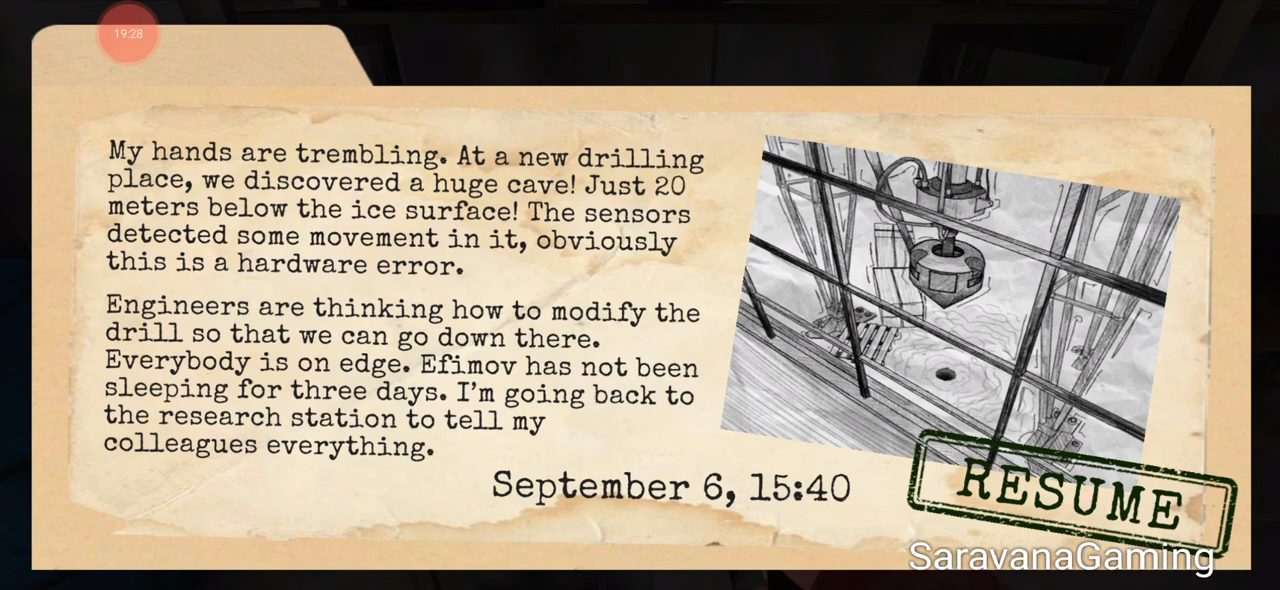 19:28
My hands are trembling. At a new drilling
place, we discovered a huge cave! Just 20
meters below the ice surface! The sensors
detected some movement in it, obviously
this is a hardware error.
Engineers are thinking how to modify the
drill so that we can go down there.
Everybody is on edge. Efimov has not been
sleeping for three days. I'm going back to
the research station to tell my
colleagues everything.
September 6, 15:40
RESUME
SaravanaGaming